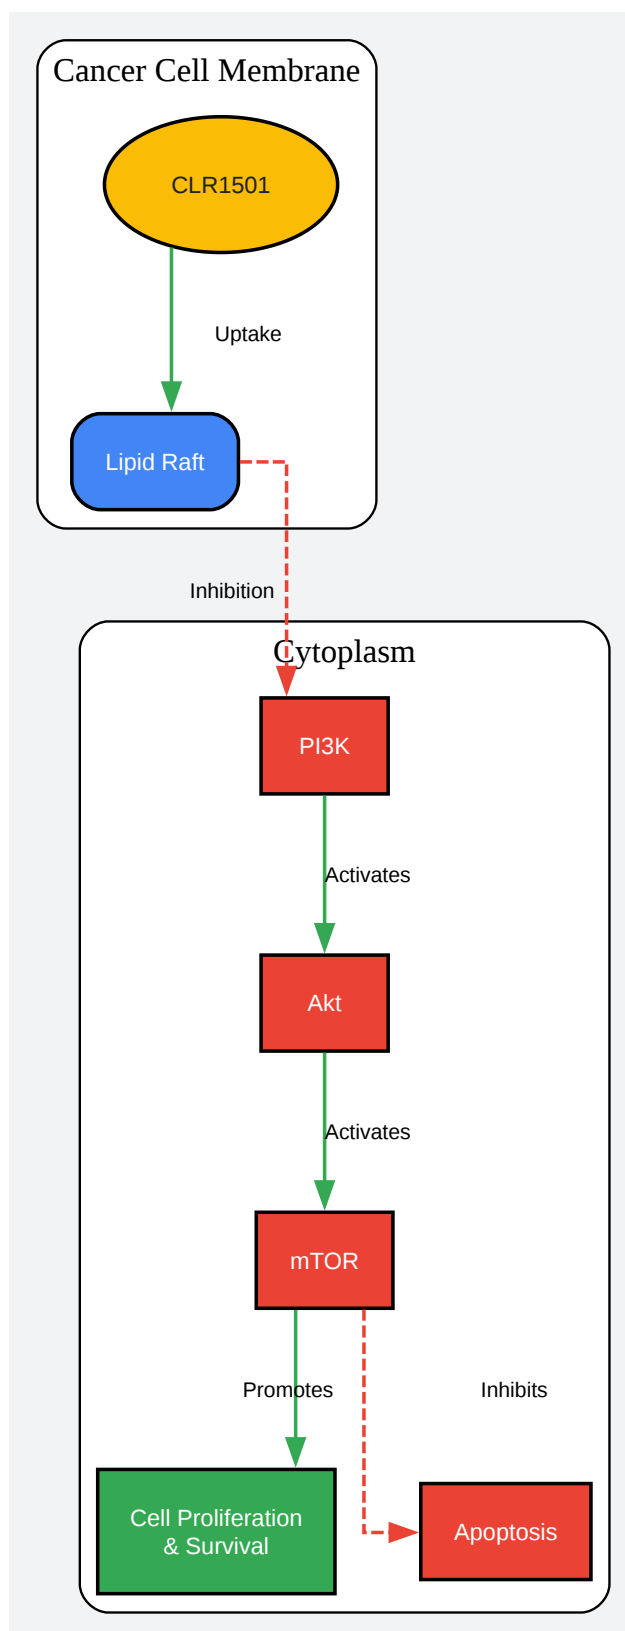 Cancer Cell Membrane
CLR1501
Uptake
Lipid Raft
Inhibition
Cytoplasm
PI3K
Activates
Akt
Activates
mTOR
Promotes
Inhibits
Cell Proliferation
& Survival
Apoptosis